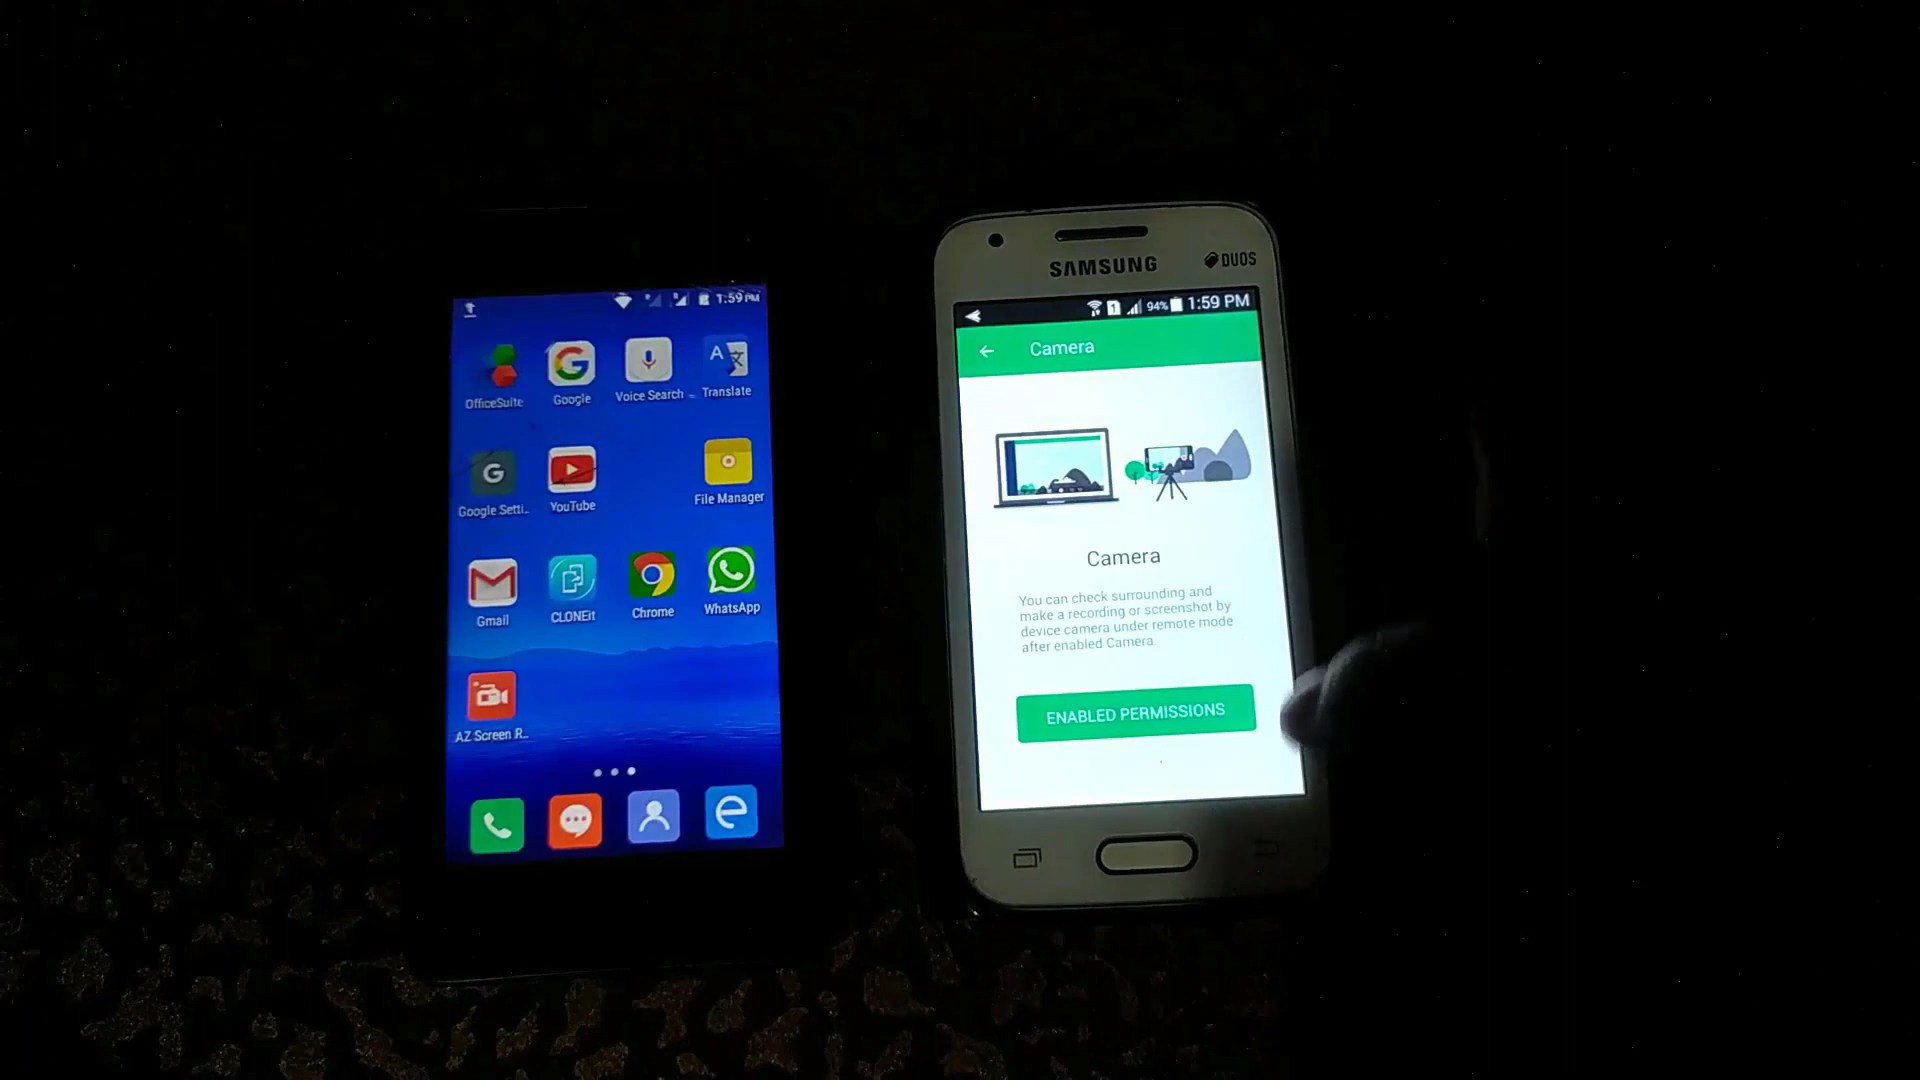 1:59 PM
OfficeSuite
Google
Voice Search
Translate
Google Setti..
YouTube
File Manager
Gmail
CLONEit
Chrome
WhatsApp
AZ Screen R..
SAMSUNG
DUOS
1
94%
1:59 PM
Camera
Camera
You can check surrounding and
make a recording or screenshot by
device camera under remote mode
after enabled Camera.
ENABLED PERMISSIONS